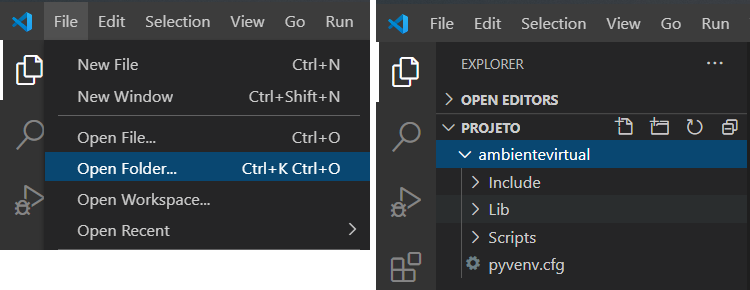 File Edit Selection View Go Run
New File Ctrl+N
New Window Ctrl+Shift+N
Open File... Ctrl+O
Open Folder... Ctrl+K Ctrl+O
Open Workspace...
Open Recent
File Edit Selection View Go Run
EXPLORER
OPEN EDITORS
PROJETO
ambientevirtual
Include
Lib
Scripts
pyvenv.cfg